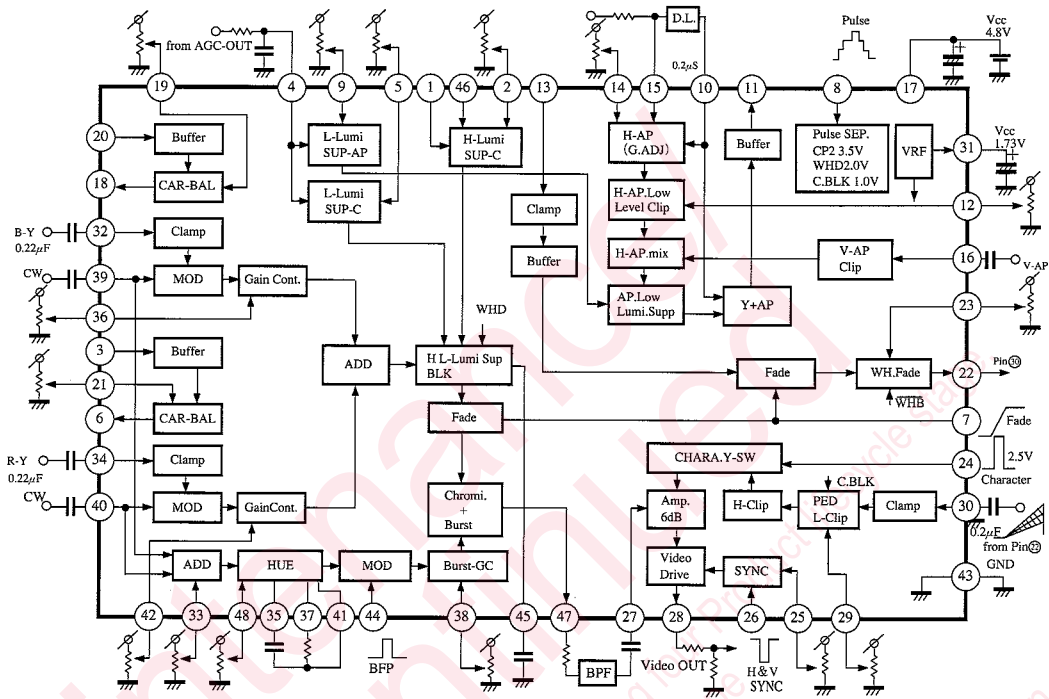 from AGC-OUT
D.L.
0.2μS
Pulse
Vcc
4.8V
19
4
9
5
1
46
2
13
14
15
10
11
8
17
20
Buffer
L-Lumi
SUP-AP
H-Lumi
SUP-C
H-AP
(G.ADJ)
Buffer
Pulse SEP.
CP2 3.5V
WHD2.0V
C.BLK 1.0V
VRF
31
Vcc
1.73V
18
CAR-BAL
L-Lumi
SUP-C
Clamp
H-AP.Low
Level Clip
12
B-Y
0.22μF
32
Clamp
Buffer
H-AP.mix
V-AP
Clip
16
V-AP
CW
39
MOD
Gain Cont.
AP.Low
Lumi.Supp
Y+AP
23
36
WHD
3
Buffer
ADD
H L-Lumi Sup
BLK
Fade
WH.Fade
22
Pin㉚
21
WHB
6
CAR-BAL
Fade
7
Fade
R-Y
0.22μF
34
Clamp
CHARA.Y-SW
24
2.5V
Character
C.BLK
CW
40
MOD
GainCont.
Chromi.
+
Burst
Amp.
6dB
H-Clip
PED
L-Clip
Clamp
30
0.2μF
from Pin㉒
ADD
HUE
MOD
Burst-GC
Video
Drive
SYNC
GND
43
42
33
48
35
37
41
44
38
45
47
27
28
26
25
29
BFP
BPF
Video OUT
H&V
SYNC